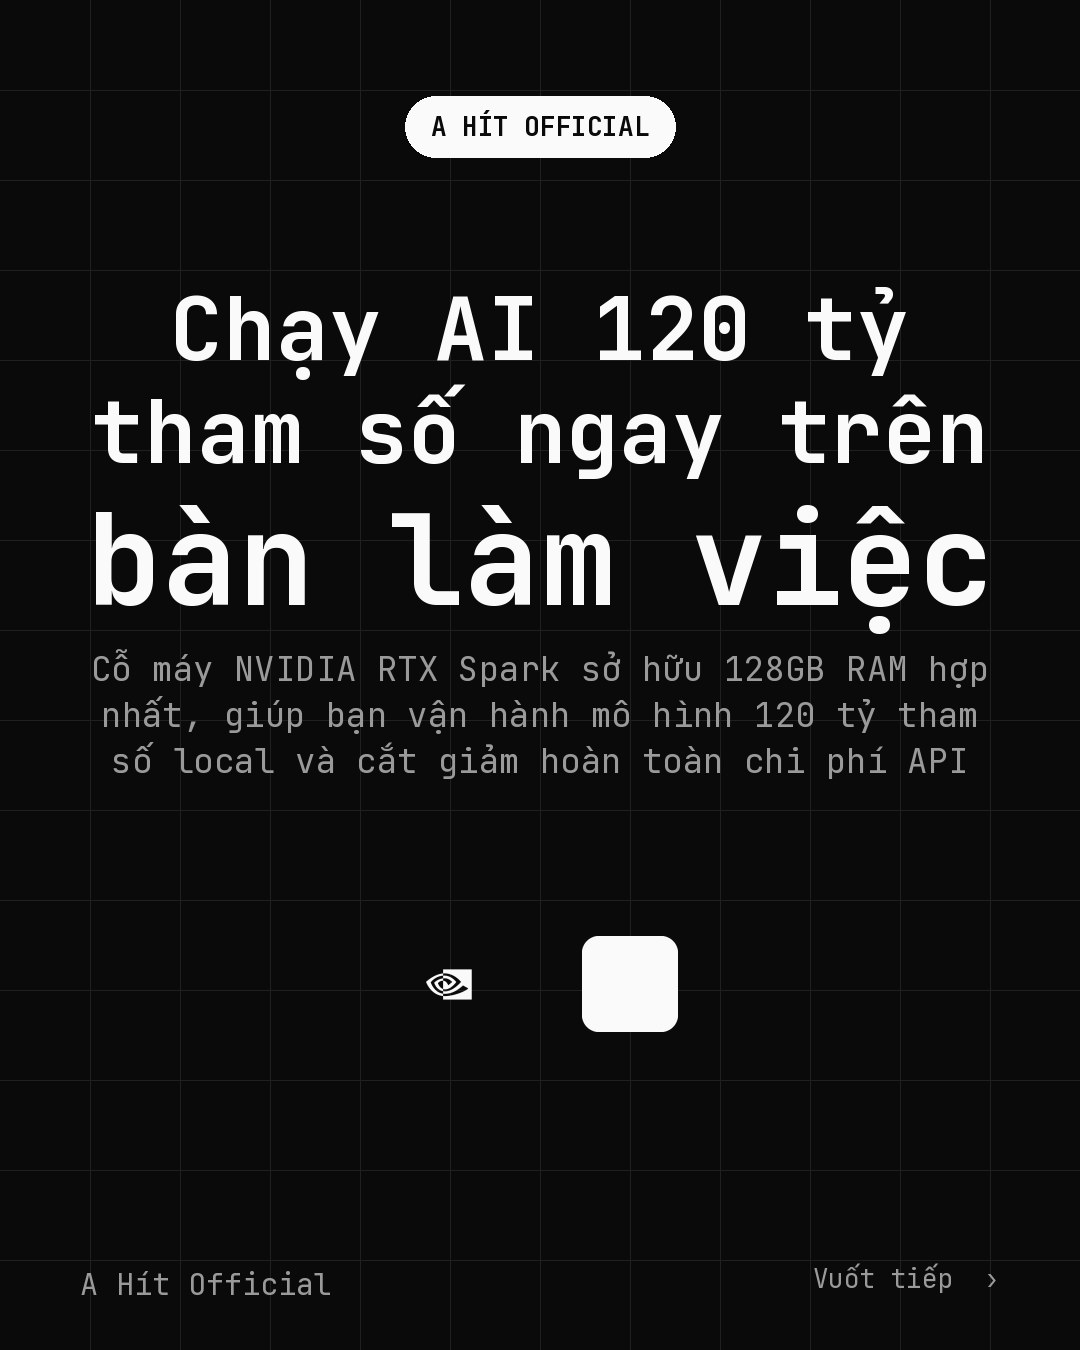 A HÍT OFFICIAL
Chạy AI 120 tỷ
tham số ngay trên
bàn làm việc
Cỗ máy NVIDIA RTX Spark sở hữu 128GB RAM hợp
nhất, giúp bạn vận hành mô hình 120 tỷ tham
số local và cắt giảm hoàn toàn chi phí API
A Hít Official
Vuốt tiếp ›